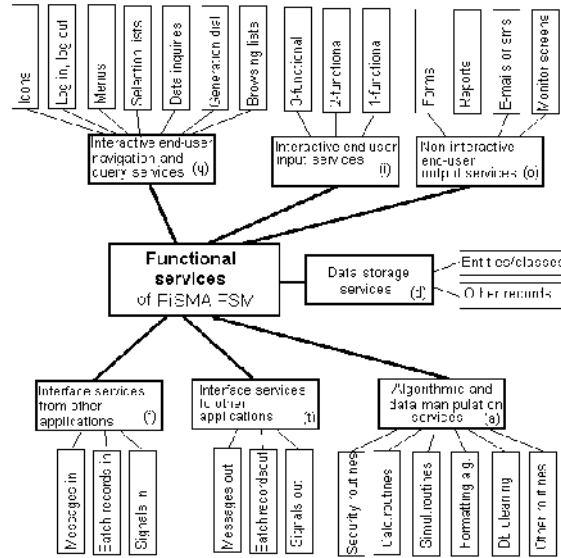 Icons
Log in, log out
Menus
Selection lists
Data inquiries
Generation dial
Browsing lists
3-functional
2-functiona
1-functiona
Forms
Reports
E-mails or sms
Monitor screens
Interactive end-user
navigation and
query services (q)
Interactive end user
input services (i)
Non interactive
end-user
output services (o)
Functional
services
of FiSMA FSM
Data storage
services (d)
Entities/classes
Other records
Interface services
from other
applications (f)
Interface services
to other
applications (t)
Algorithmic and
data manipulation
services (a)
Messages in
Batch records in
Signals in
Messages out
Batch records out
Signals out
Security routines
Calc.routines
Simul.routines
Formatting
DB cleaning
Other routines